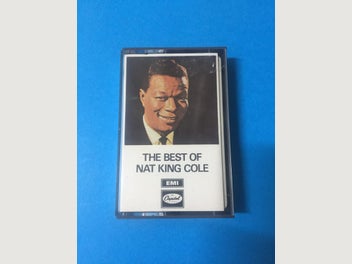 THE BEST OF
NAT KING COLE
EMI
Capitol